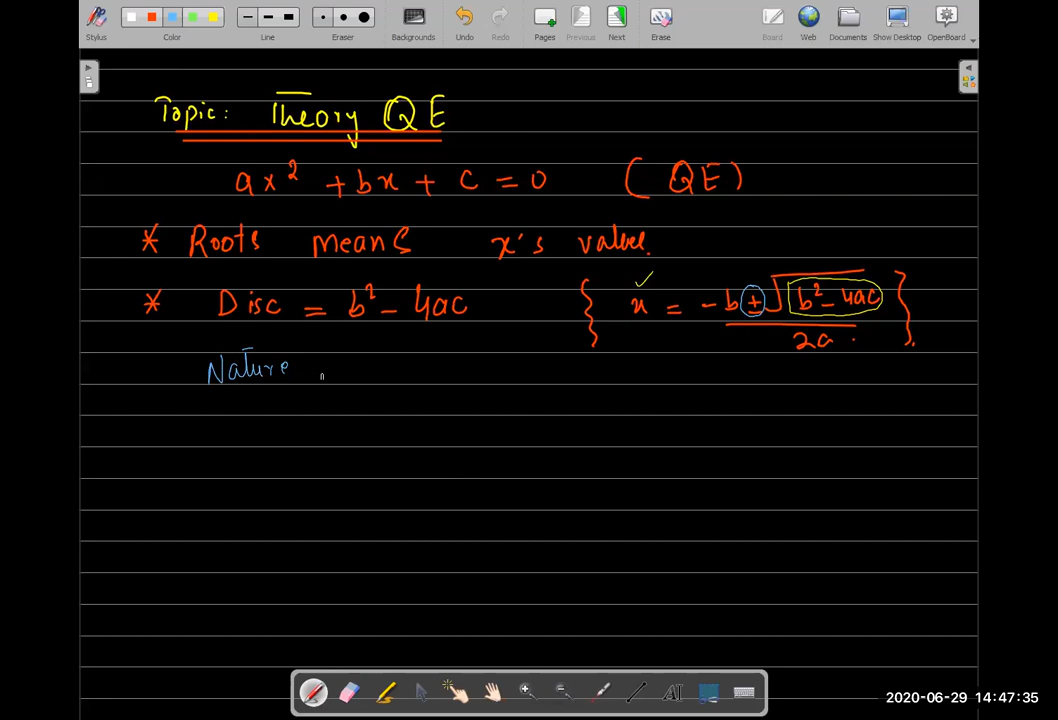 Stylus Color Line Eraser Backgrounds Undo Redo Pages Previous Next Erase Board Web Documents Show Desktop OpenBoard
Topic: Theory QE
ax² + bx + c = 0 (QE)
* Roots means x's value.
* Disc = b² - 4ac { x = -b ± √b² - 4ac / 2a }
Nature
2020-06-29 14:47:35